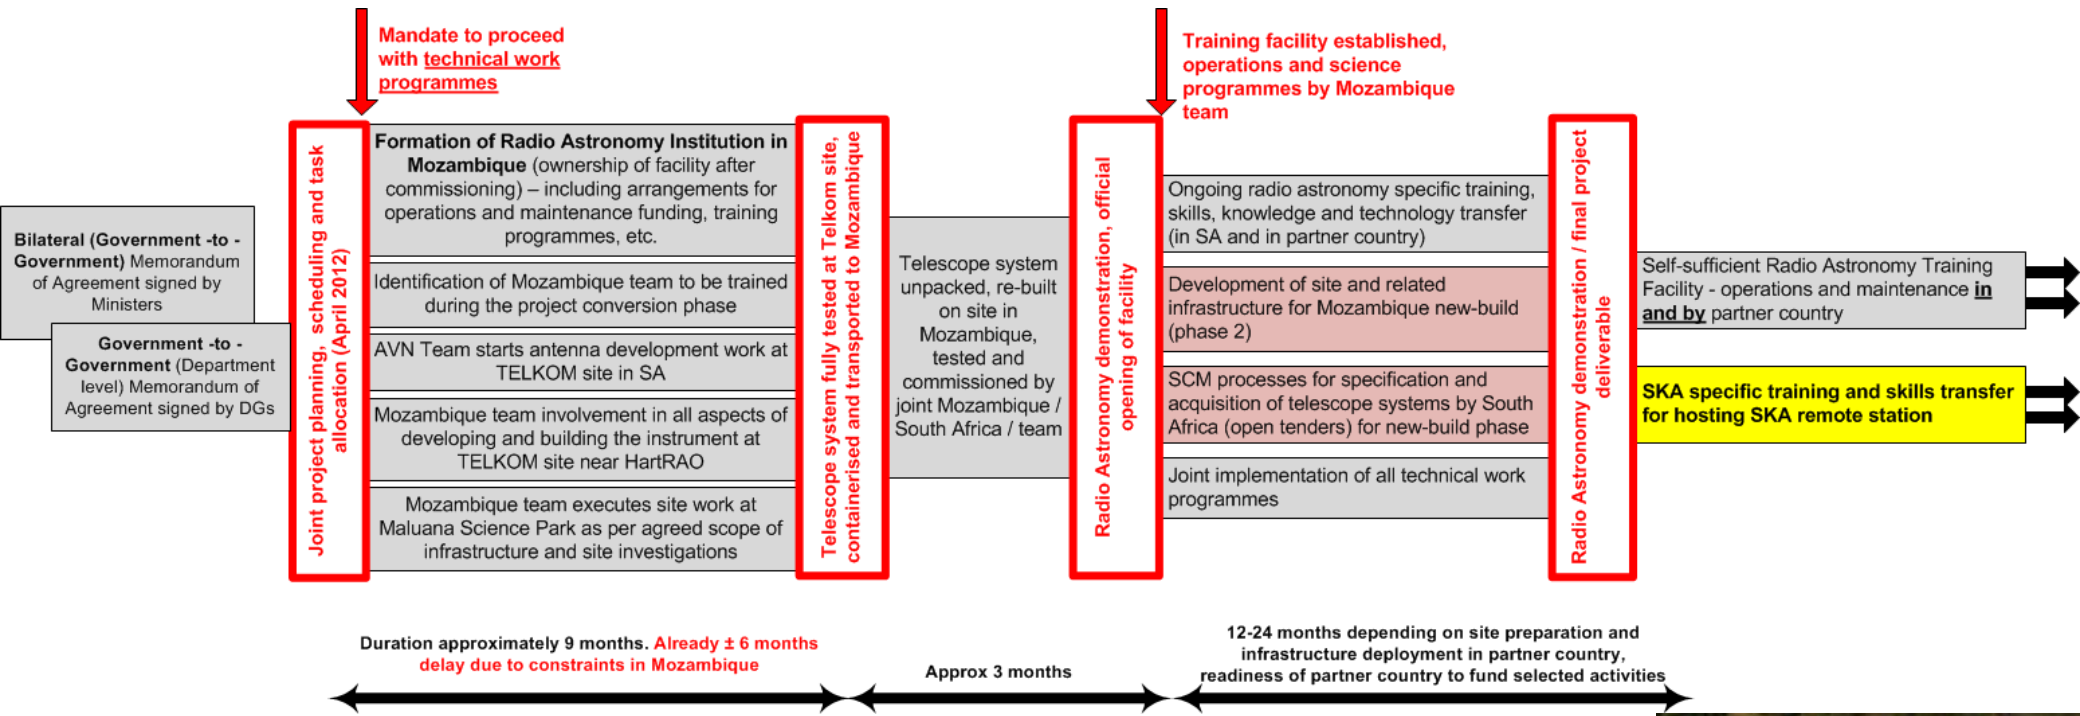 Mandate to proceed
with technical work
programmes
Training facility established,
operations and science
programmes by Mozambique
team
Bilateral (Government -to -
Government) Memorandum
of Agreement signed by
Ministers
Government -to -
Government (Department
level) Memorandum of
Agreement signed by DGs
Joint project planning, scheduling and task
allocation (April 2012)
Formation of Radio Astronomy Institution in
Mozambique (ownership of facility after
commissioning) – including arrangements for
operations and maintenance funding, training
programmes, etc.
Identification of Mozambique team to be trained
during the project conversion phase
AVN Team starts antenna development work at
TELKOM site in SA
Mozambique team involvement in all aspects of
developing and building the instrument at
TELKOM site near HartRAO
Mozambique team executes site work at
Maluana Science Park as per agreed scope of
infrastructure and site investigations
Telescope system fully tested at Telkom site,
containerised and transported to Mozambique
Telescope system
unpacked, re-built
on site in
Mozambique,
tested and
commissioned by
joint Mozambique /
South Africa / team
Radio Astronomy demonstration, official
opening of facility
Ongoing radio astronomy specific training,
skills, knowledge and technology transfer
(in SA and in partner country)
Development of site and related
infrastructure for Mozambique new-build
(phase 2)
SCM processes for specification and
acquisition of telescope systems by South
Africa (open tenders) for new-build phase
Joint implementation of all technical work
programmes
Radio Astronomy demonstration / final project
deliverable
Self-sufficient Radio Astronomy Training
Facility - operations and maintenance in
and by partner country
SKA specific training and skills transfer
for hosting SKA remote station
Duration approximately 9 months. Already ± 6 months
delay due to constraints in Mozambique
Approx 3 months
12-24 months depending on site preparation and
infrastructure deployment in partner country,
readiness of partner country to fund selected activities